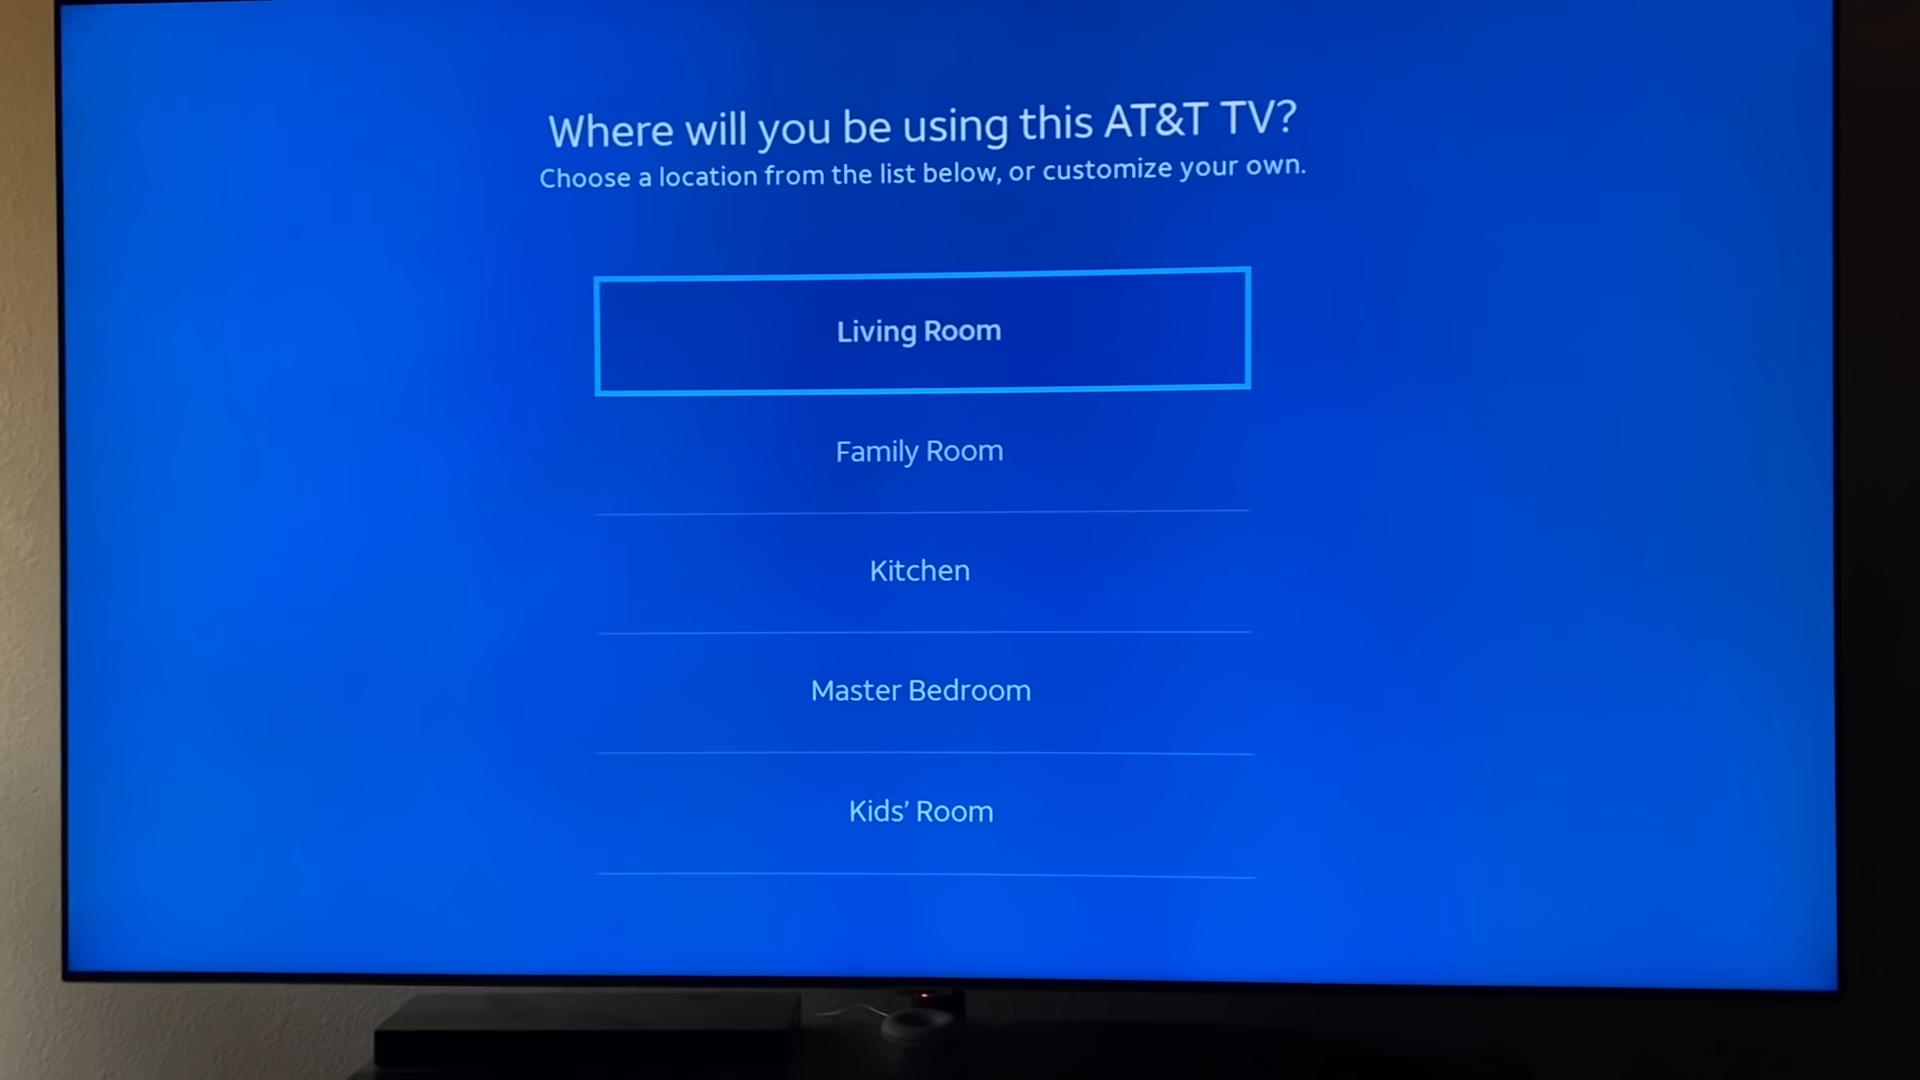 Where will you be using this AT&T TV?
Choose a location from the list below, or customize your own.
Living Room
Family Room
Kitchen
Master Bedroom
Kids’ Room